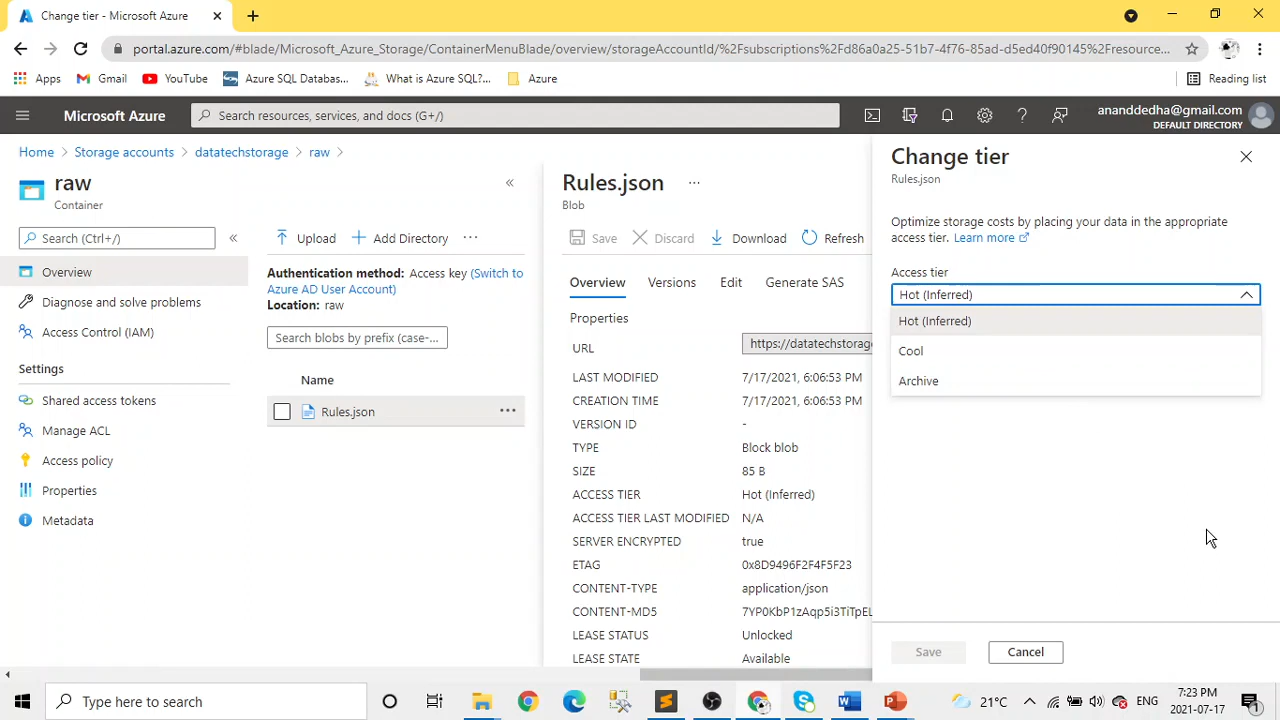 Change tier - Microsoft Azure
portal.azure.com/#blade/Microsoft_Azure_Storage/ContainerMenuBlade/overview/storageAccountId/%2Fsubscriptions%2Fd86a0a25-51b7-4f76-85ad-d5ed40f90145%2Fresource...
Apps
Gmail
YouTube
Azure SQL Databas...
What is Azure SQL?...
Azure
Reading list
Microsoft Azure
Search resources, services, and docs (G+/)
ananddedha@gmail.com
DEFAULT DIRECTORY
Home > Storage accounts > datatechstorage > raw >
raw
Container
Search (Ctrl+/)
Overview
Diagnose and solve problems
Access Control (IAM)
Settings
Shared access tokens
Manage ACL
Access policy
Properties
Metadata
Upload
Add Directory
Authentication method: Access key (Switch to
Azure AD User Account)
Location: raw
Search blobs by prefix (case-...
Name
Rules.json
Rules.json
Blob
Save
Discard
Download
Refresh
Overview
Versions
Edit
Generate SAS
Properties
URL https://datatechstorage
LAST MODIFIED 7/17/2021, 6:06:53 PM
CREATION TIME 7/17/2021, 6:06:53 PM
VERSION ID -
TYPE Block blob
SIZE 85 B
ACCESS TIER Hot (Inferred)
ACCESS TIER LAST MODIFIED N/A
SERVER ENCRYPTED true
ETAG 0x8D9496F2F4F5F23
CONTENT-TYPE application/json
CONTENT-MD5 7YP0KbP1zAqp5i3TiTpEL
LEASE STATUS Unlocked
LEASE STATE Available
Change tier
Rules.json
Optimize storage costs by placing your data in the appropriate
access tier. Learn more
Access tier
Hot (Inferred)
Hot (Inferred)
Cool
Archive
Save
Cancel
Type here to search
21°C
ENG
7:23 PM
2021-07-17
1